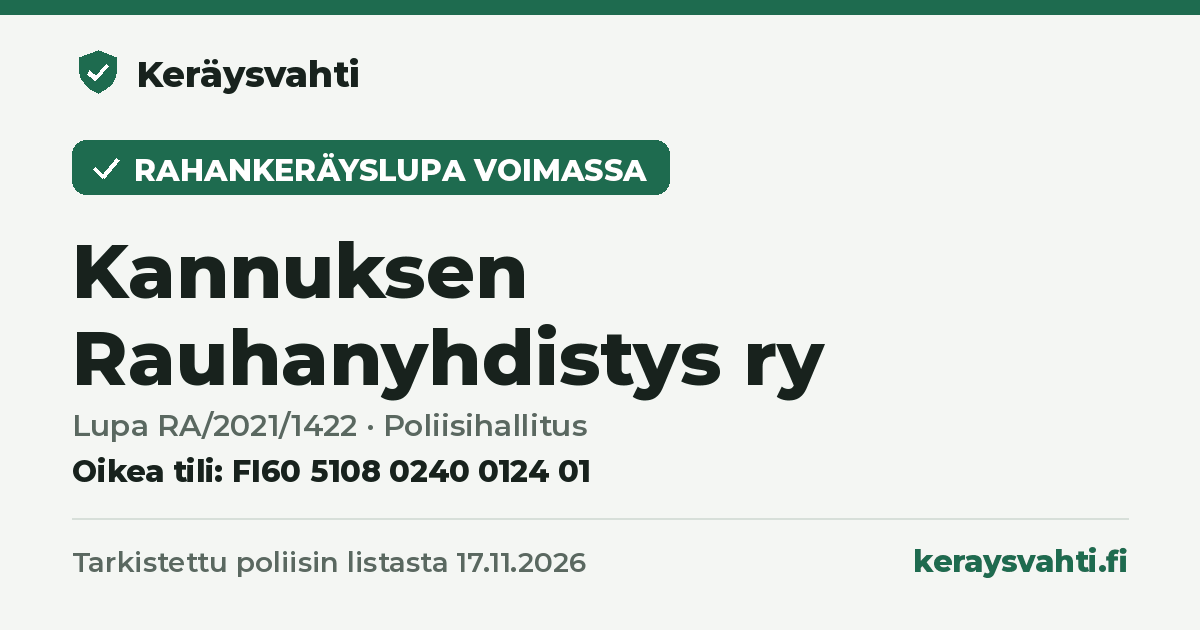 Keräysvahti
RAHANKERÄYSLUPA VOIMASSA
Kannuksen
Rauhanyhdistys ry
Lupa RA/2021/1422 · Poliisihallitus
Oikea tili: FI60 5108 0240 0124 01
Tarkistettu poliisin listasta 17.11.2026
keraysvahti.fi